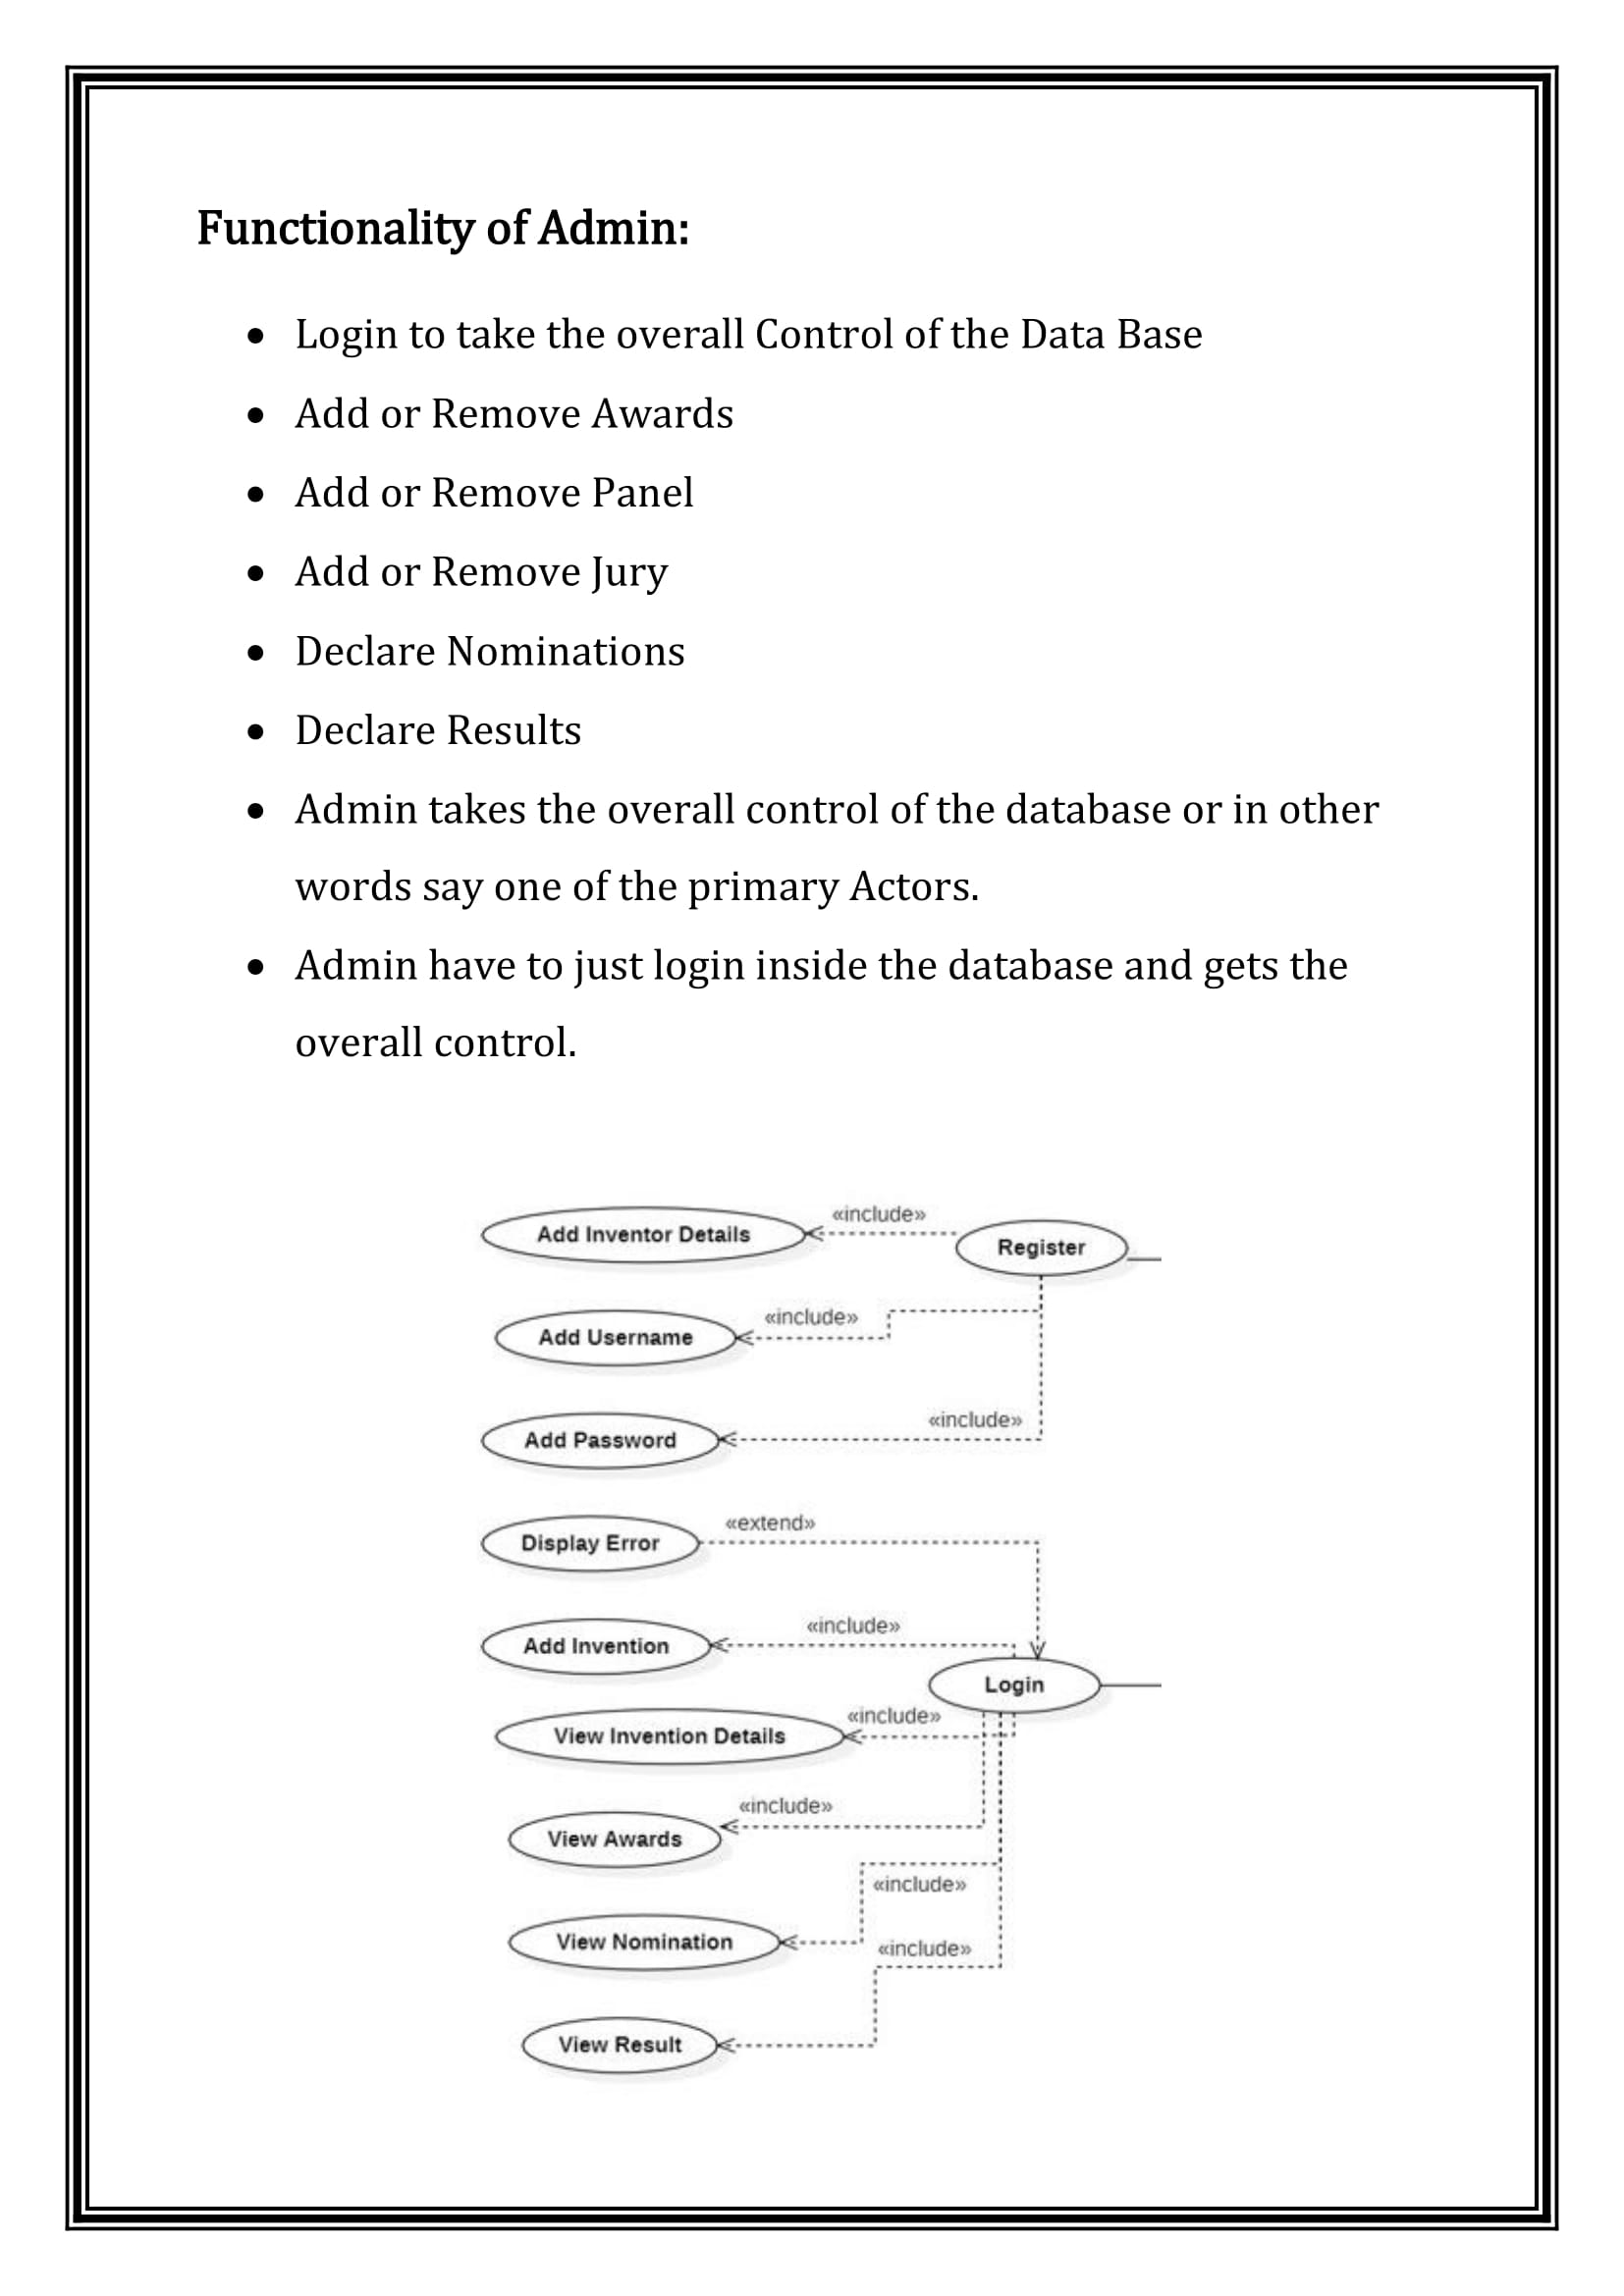 Functionality of Admin:
• Login to take the overall Control of the Data Base
• Add or Remove Awards
• Add or Remove Panel
• Add or Remove Jury
• Declare Nominations
• Declare Results
• Admin takes the overall control of the database or in other
words say one of the primary Actors.
• Admin have to just login inside the database and gets the
overall control.
«include»
Add Inventor Details
Register
«include»
Add Username
«include»
Add Password
«extend»
Display Error
«include»
Add Invention
Login
«include»
View Invention Details
«include»
View Awards
«include»
View Nomination
«include»
View Result